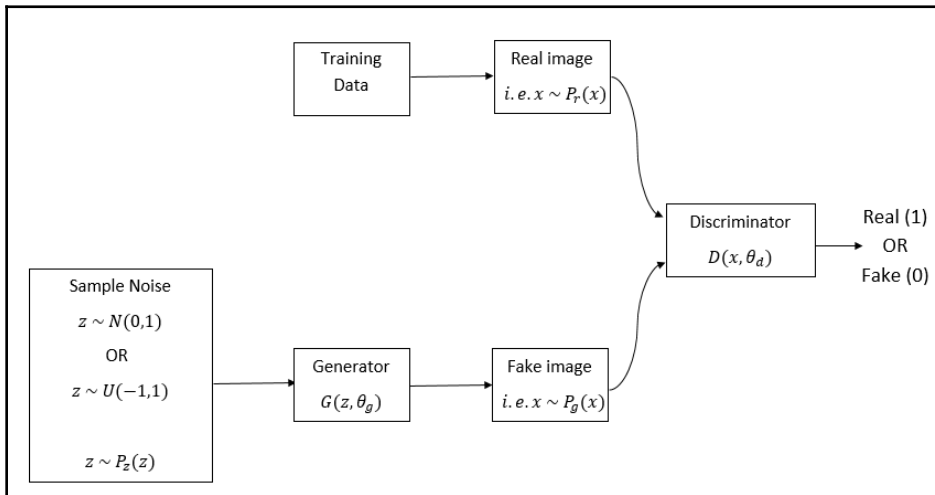 Training
Data
Real image
i.e.x ~ P_r(x)
Discriminator
D(x, θ_d)
Real (1)
OR
Fake (0)
Sample Noise
z ~ N(0,1)
OR
z ~ U(−1,1)
z ~ P_z(z)
Generator
G(z, θ_g)
Fake image
i.e.x ~ P_g(x)